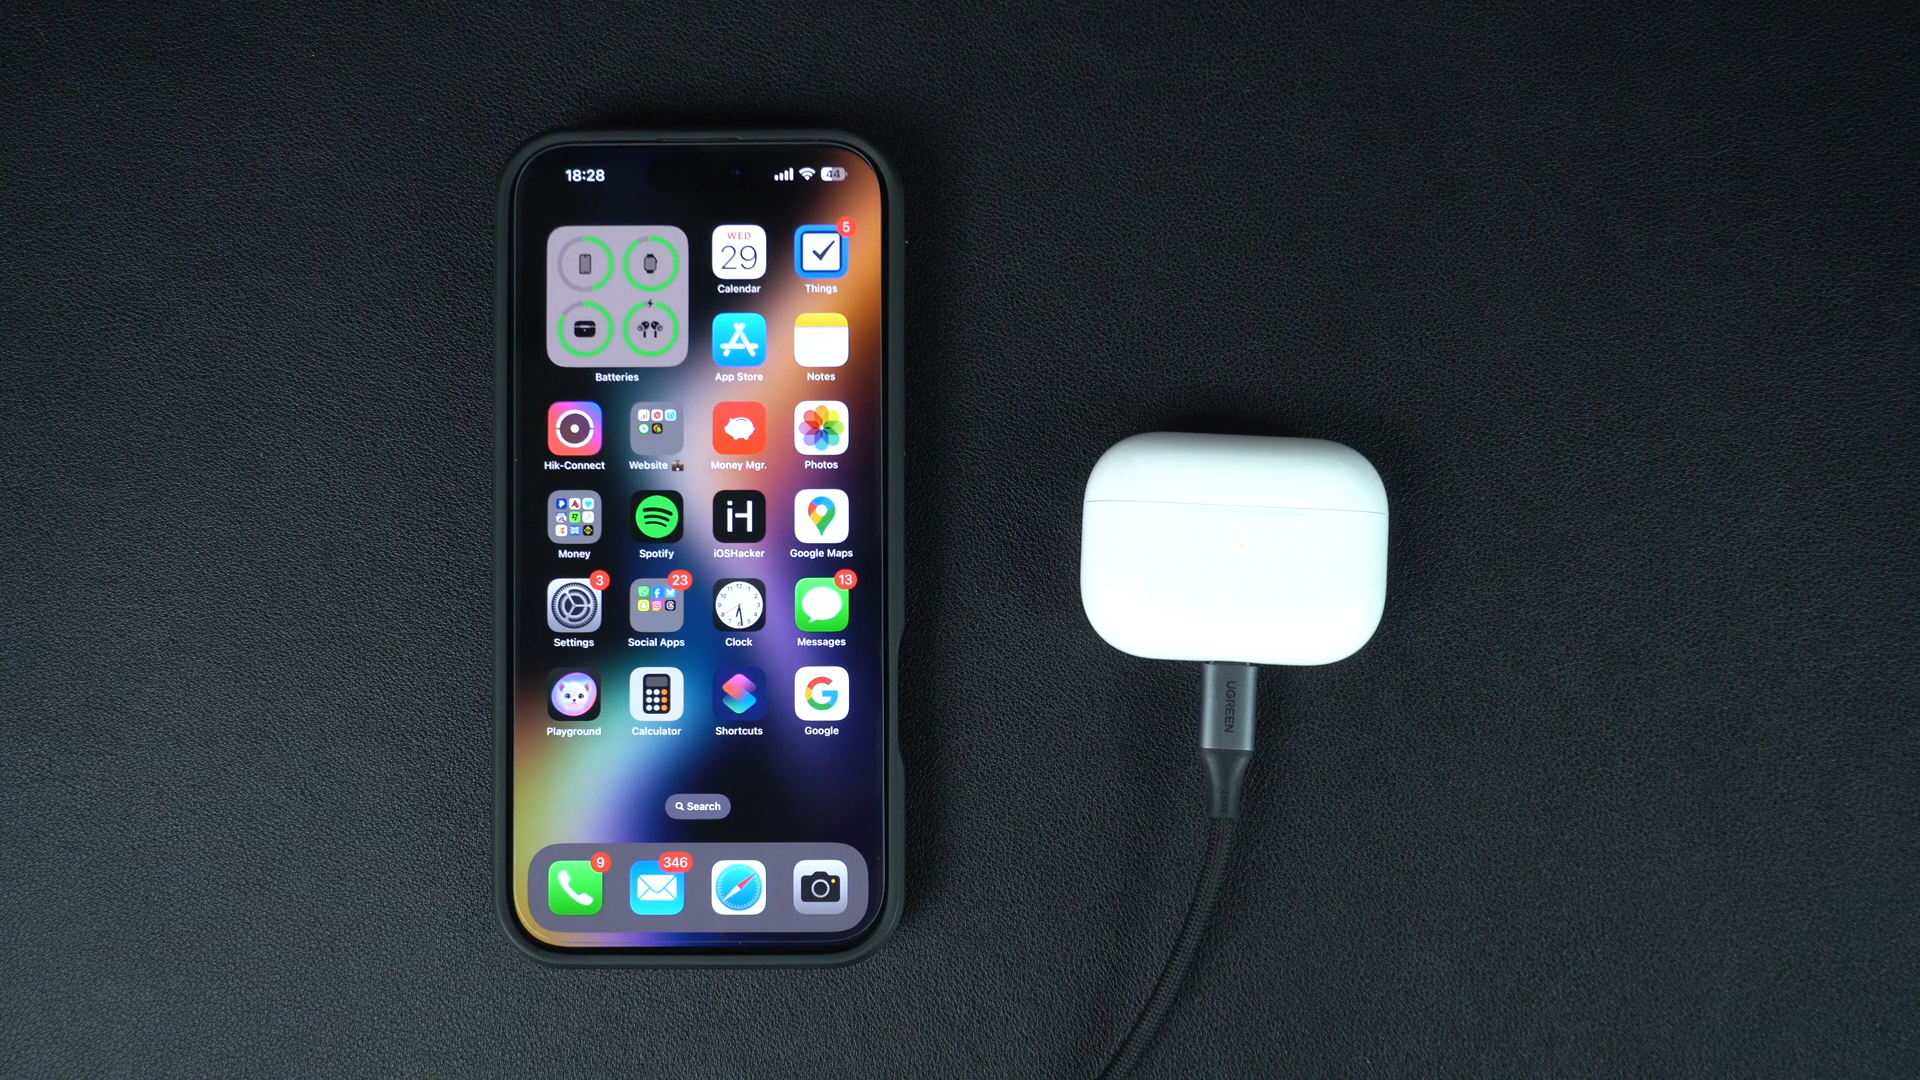 18:28
44
WED
29
5
Calendar
Things
Batteries
App Store
Notes
Hik-Connect
Website
Money Mgr.
Photos
iH
Money
Spotify
iOSHacker
Google Maps
3
23
13
Settings
Social Apps
Clock
Messages
Playground
Calculator
Shortcuts
Google
Search
9
346
UGREEN